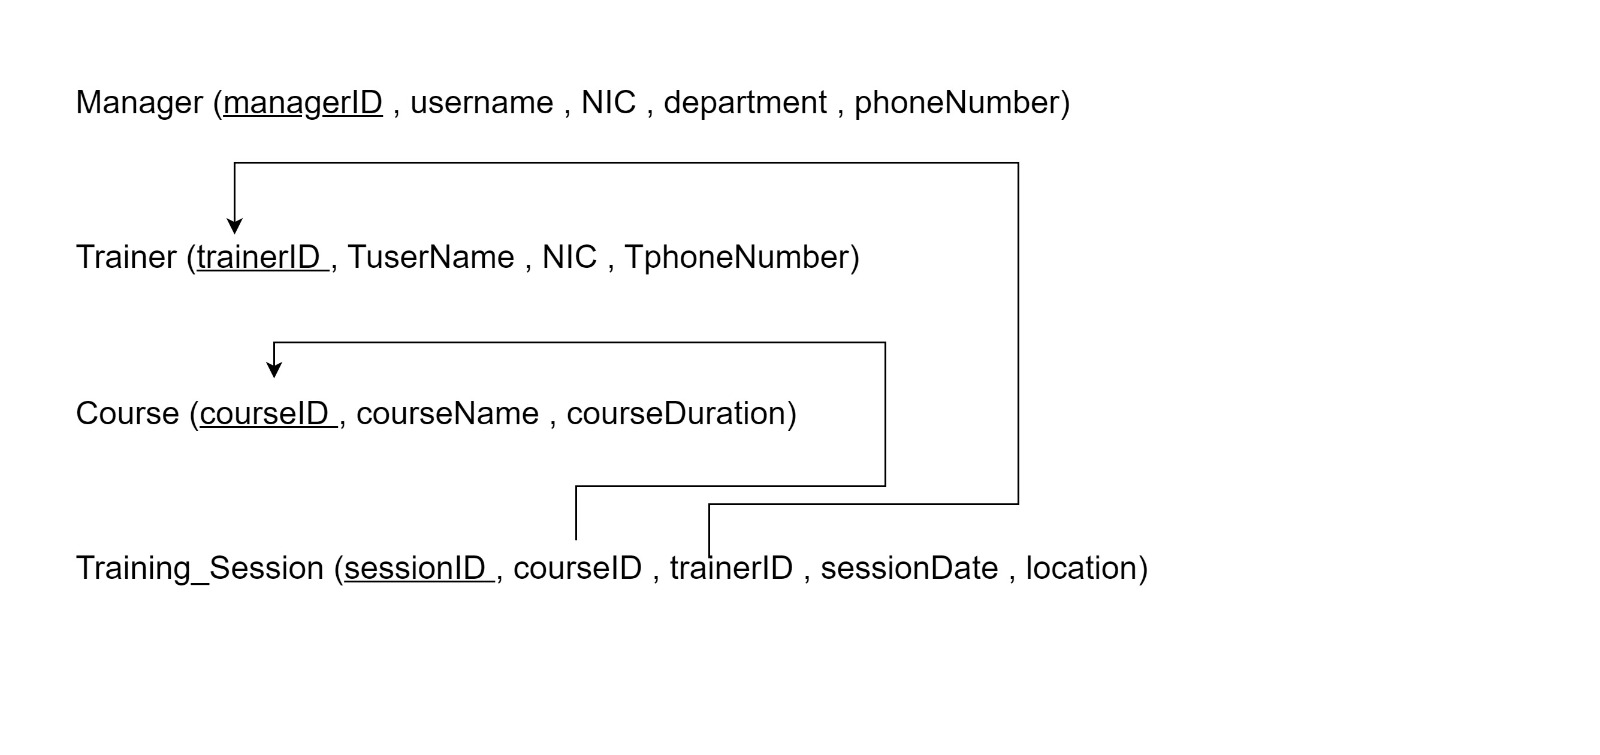 Manager (managerID , username , NIC , department , phoneNumber)
Trainer (trainerID , TuserName , NIC , TphoneNumber)
Course (courseID , courseName , courseDuration)
Training_Session (sessionID , courseID , trainerID , sessionDate , location)